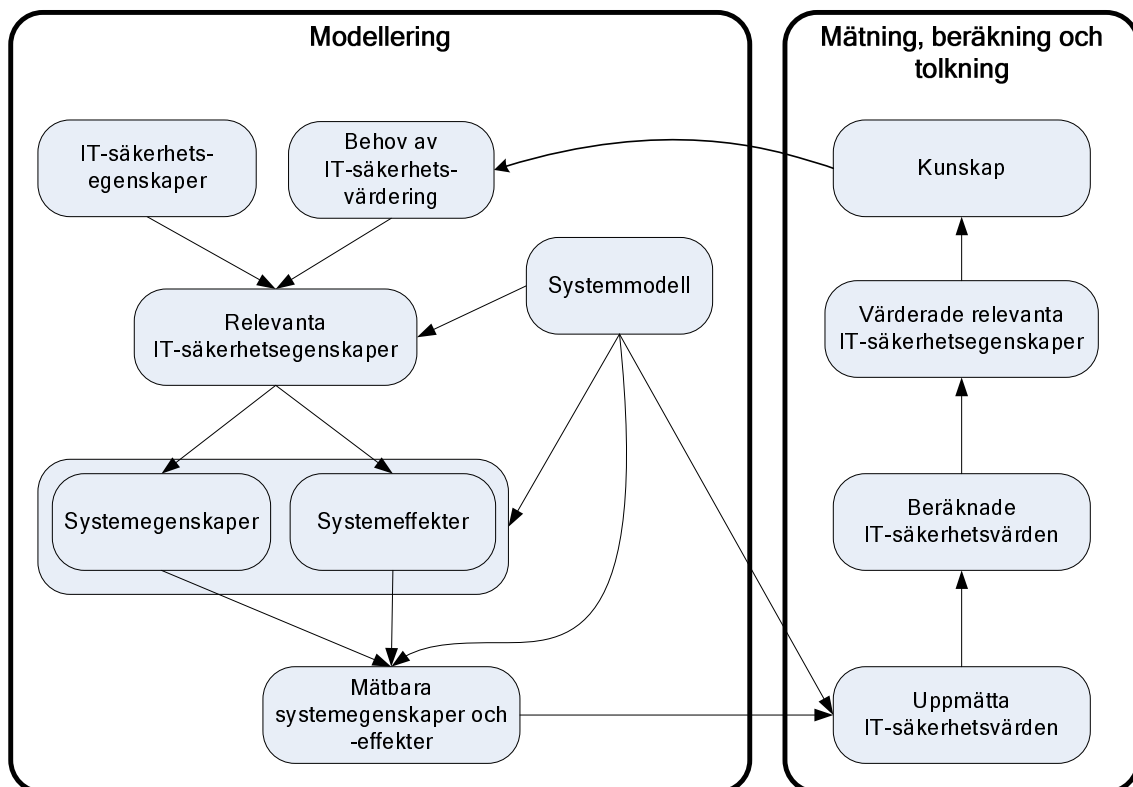 Modellering
IT-säkerhets-
egenskaper
Behov av
IT-säkerhets-
värdering
Systemmodell
Relevanta
IT-säkerhetsegenskaper
Systemegenskaper
Systemeffekter
Mätbara
systemegenskaper och
-effekter
Mätning, beräkning och
tolkning
Kunskap
Värderade relevanta
IT-säkerhetsegenskaper
Beräknade
IT-säkerhetsvärden
Uppmätta
IT-säkerhetsvärden